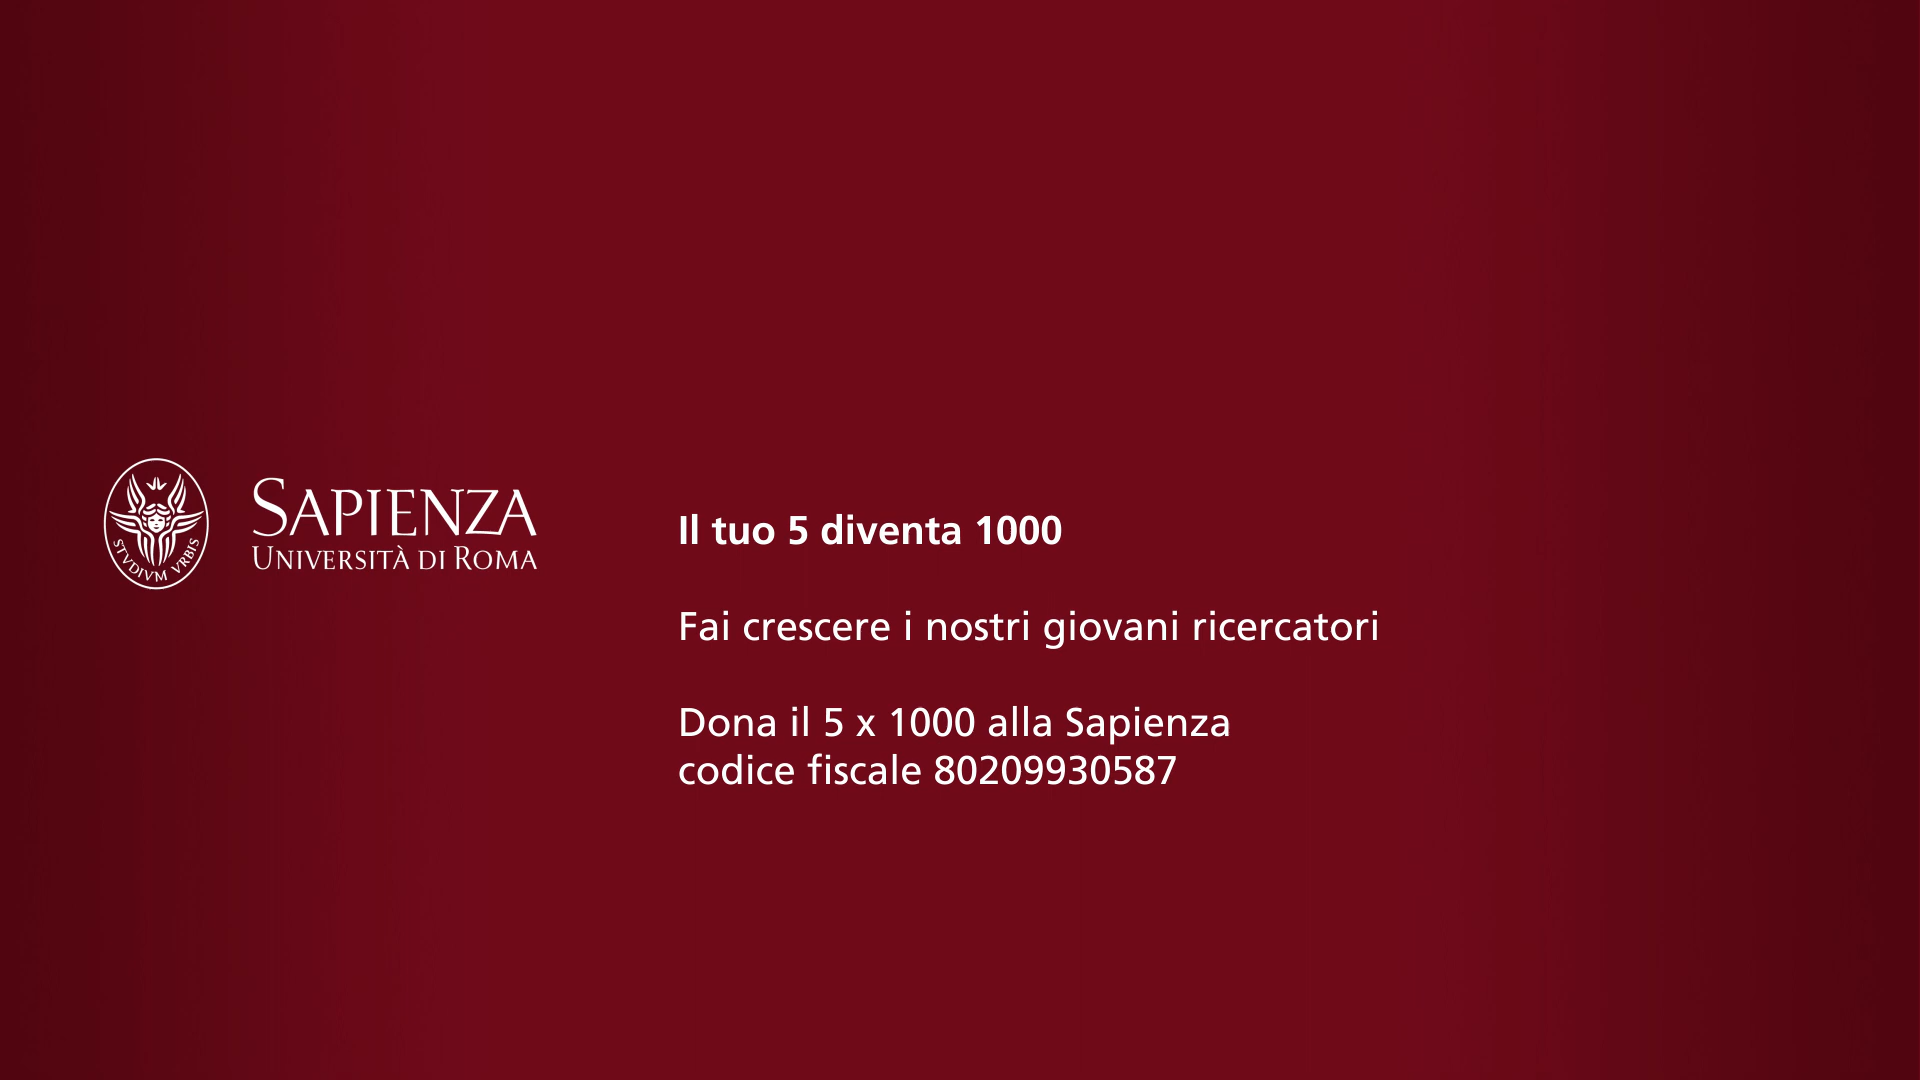 STVDIVM VRBIS
SAPIENZA
UNIVERSITÀ DI ROMA
Il tuo 5 diventa 1000
Fai crescere i nostri giovani ricercatori
Dona il 5 x 1000 alla Sapienza
codice fiscale 80209930587